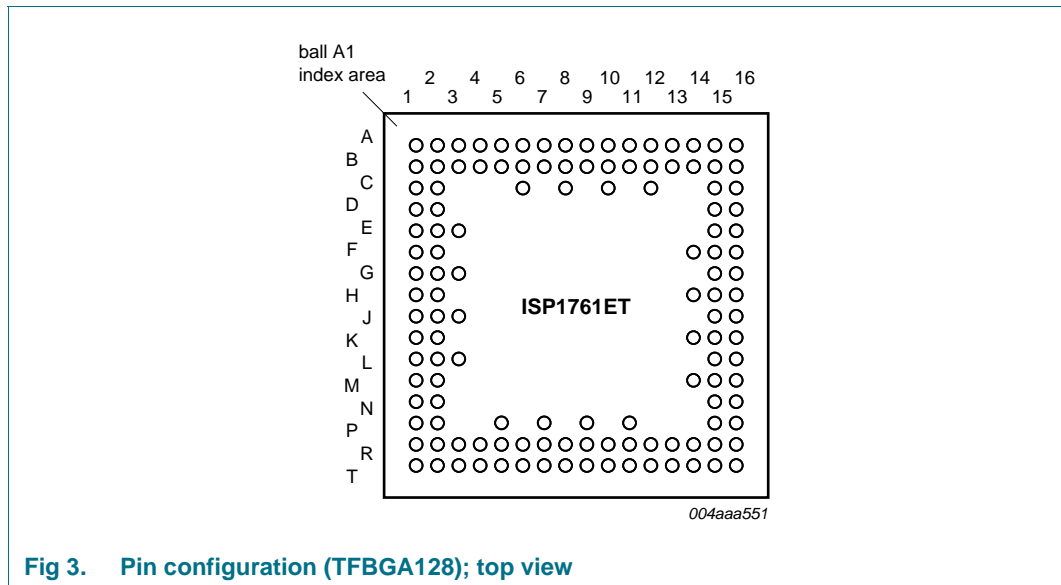 ball A1
index area
2 4 6 8 10 12 14 16
1 3 5 7 9 11 13 15
A
B
C
D
E
F
G
H
J
K
L
M
N
P
R
T
ISP1761ET
004aaa551
Fig 3. Pin configuration (TFBGA128); top view